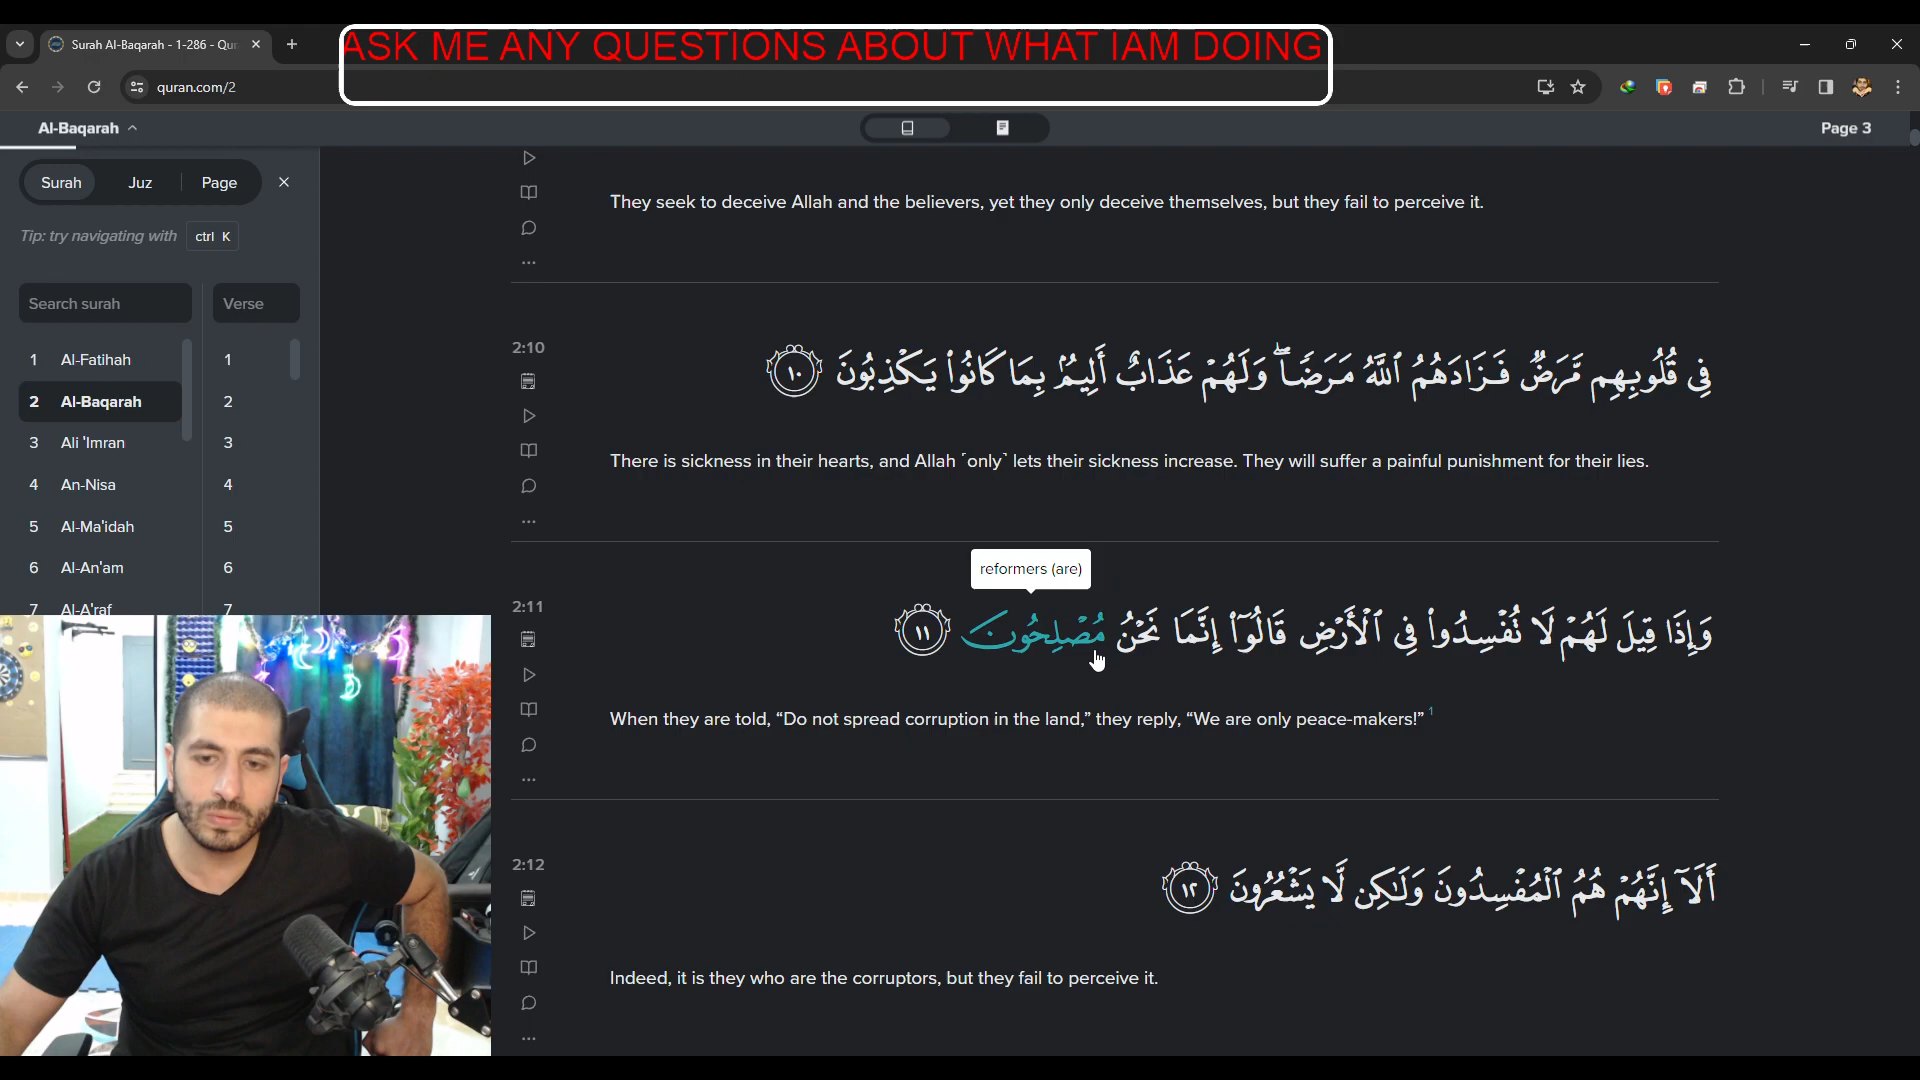 Surah Al-Baqarah - 1-286 - Qur
ASK ME ANY QUESTIONS ABOUT WHAT IAM DOING
quran.com/2
Al-Baqarah
Page 3
Surah
Juz
Page
Tip: try navigating with ctrl K
Search surah
Verse
1 Al-Fatihah 1
2 Al-Baqarah 2
3 Ali 'Imran 3
4 An-Nisa 4
5 Al-Ma'idah 5
6 Al-An'am 6
7 Al-A'raf 7
They seek to deceive Allah and the believers, yet they only deceive themselves, but they fail to perceive it.
2:10
فِى قُلُوبِهِم مَّرَضٌ فَزَادَهُمُ ٱللَّهُ مَرَضًا ۖ وَلَهُمْ عَذَابٌ أَلِيمٌۢ بِمَا كَانُوا۟ يَكْذِبُونَ ١٠
There is sickness in their hearts, and Allah ˹only˺ lets their sickness increase. They will suffer a painful punishment for their lies.
reformers (are)
2:11
وَإِذَا قِيلَ لَهُمْ لَا تُفْسِدُوا۟ فِى ٱلْأَرْضِ قَالُوٓا۟ إِنَّمَا نَحْنُ مُصْلِحُونَ ١١
When they are told, “Do not spread corruption in the land,” they reply, “We are only peace-makers!” 1
2:12
أَلَآ إِنَّهُمْ هُمُ ٱلْمُفْسِدُونَ وَلَـٰكِن لَّا يَشْعُرُونَ ١٢
Indeed, it is they who are the corruptors, but they fail to perceive it.